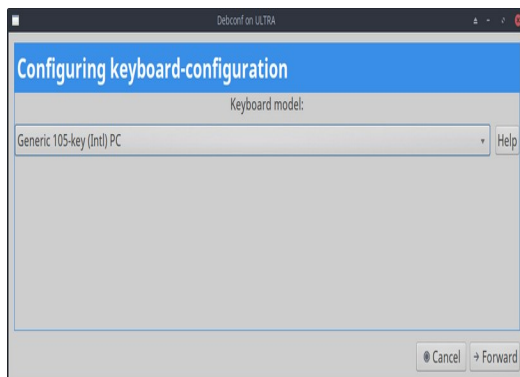 Debconf on ULTRA
Configuring keyboard-configuration
Keyboard model:
Generic 105-key (Intl) PC
Help
Cancel
Forward